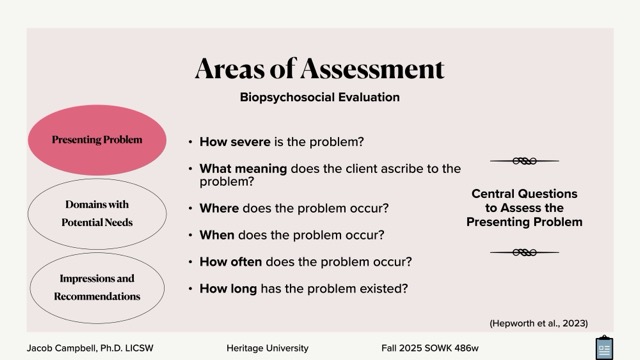 Areas of Assessment
Biopsychosocial Evaluation
Presenting Problem
Domains with
Potential Needs
Impressions and
Recommendations
• How severe is the problem?
• What meaning does the client ascribe to the
problem?
• Where does the problem occur?
• When does the problem occur?
• How often does the problem occur?
• How long has the problem existed?
Central Questions
to Assess the
Presenting Problem
(Hepworth et al., 2023)
Jacob Campbell, Ph.D. LICSW
Heritage University
Fall 2025 SOWK 486w